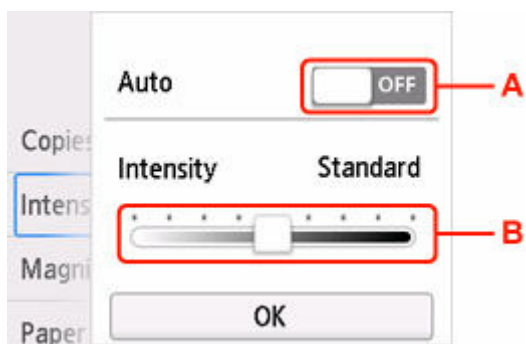 Auto
OFF
A
Copies
Intensity
Standard
Intens
B
Magni
OK
Paper